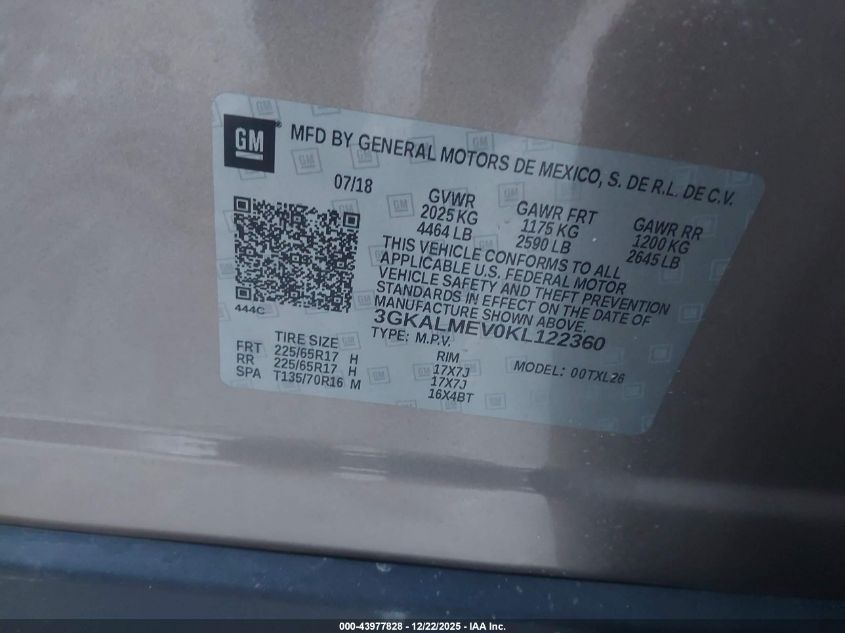 GM
MFD BY GENERAL MOTORS DE MEXICO, S. DE R.L. DE C.V.
07/18
GVWR
2025 KG
4464 LB
GAWR FRT
1175 KG
2590 LB
GAWR RR
1200 KG
2645 LB
THIS VEHICLE CONFORMS TO ALL
APPLICABLE U.S. FEDERAL MOTOR
VEHICLE SAFETY AND THEFT PREVENTION
STANDARDS IN EFFECT ON THE DATE OF
MANUFACTURE SHOWN ABOVE.
444C
3GKALMEV0KL122360
TYPE: M.P.V.
MODEL: 00TXL26
TIRE SIZE
RIM
FRT 225/65R17 H 17X7J
RR 225/65R17 H 17X7J
SPA T135/70R16 M 16X4BT
000-43977828 - 12/22/2025 - IAA Inc.